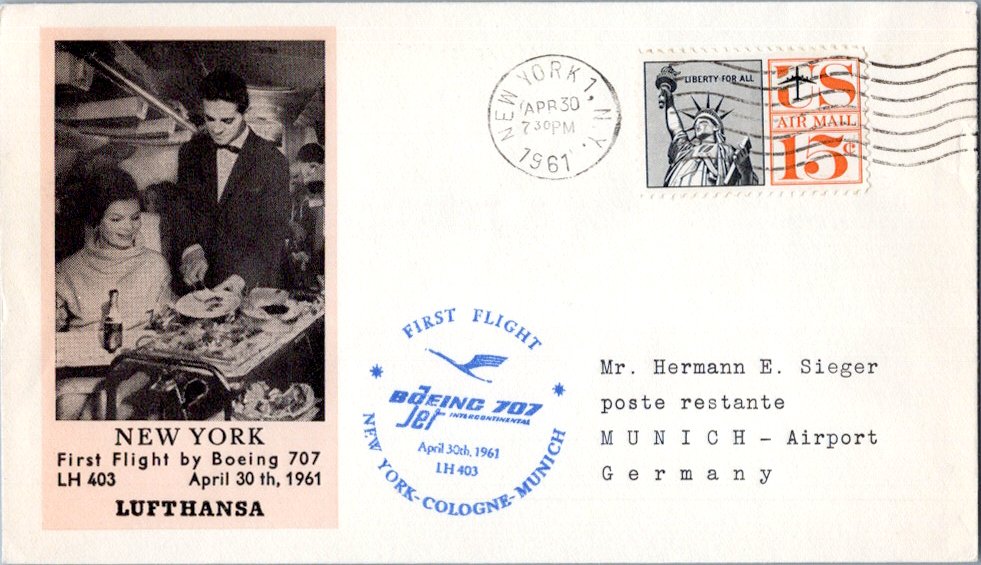 NEW YORK
First Flight by Boeing 707
LH 403 April 30 th, 1961
LUFTHANSA
NEW YORK 1, N.Y.
APR 30
7 30 PM
1961
LIBERTY FOR ALL
US
AIR MAIL
15¢
FIRST FLIGHT
BOEING 707
Jet INTERCONTINENTAL
April 30th, 1961
LH 403
NEW YORK-COLOGNE-MUNICH
Mr. Hermann E. Sieger
poste restante
MUNICH - Airport
Germany